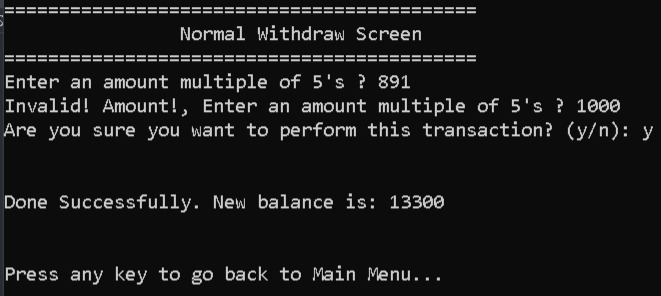 ===========================================
Normal Withdraw Screen
===========================================
Enter an amount multiple of 5's ? 891
Invalid! Amount!, Enter an amount multiple of 5's ? 1000
Are you sure you want to perform this transaction? (y/n): y
Done Successfully. New balance is: 13300
Press any key to go back to Main Menu...